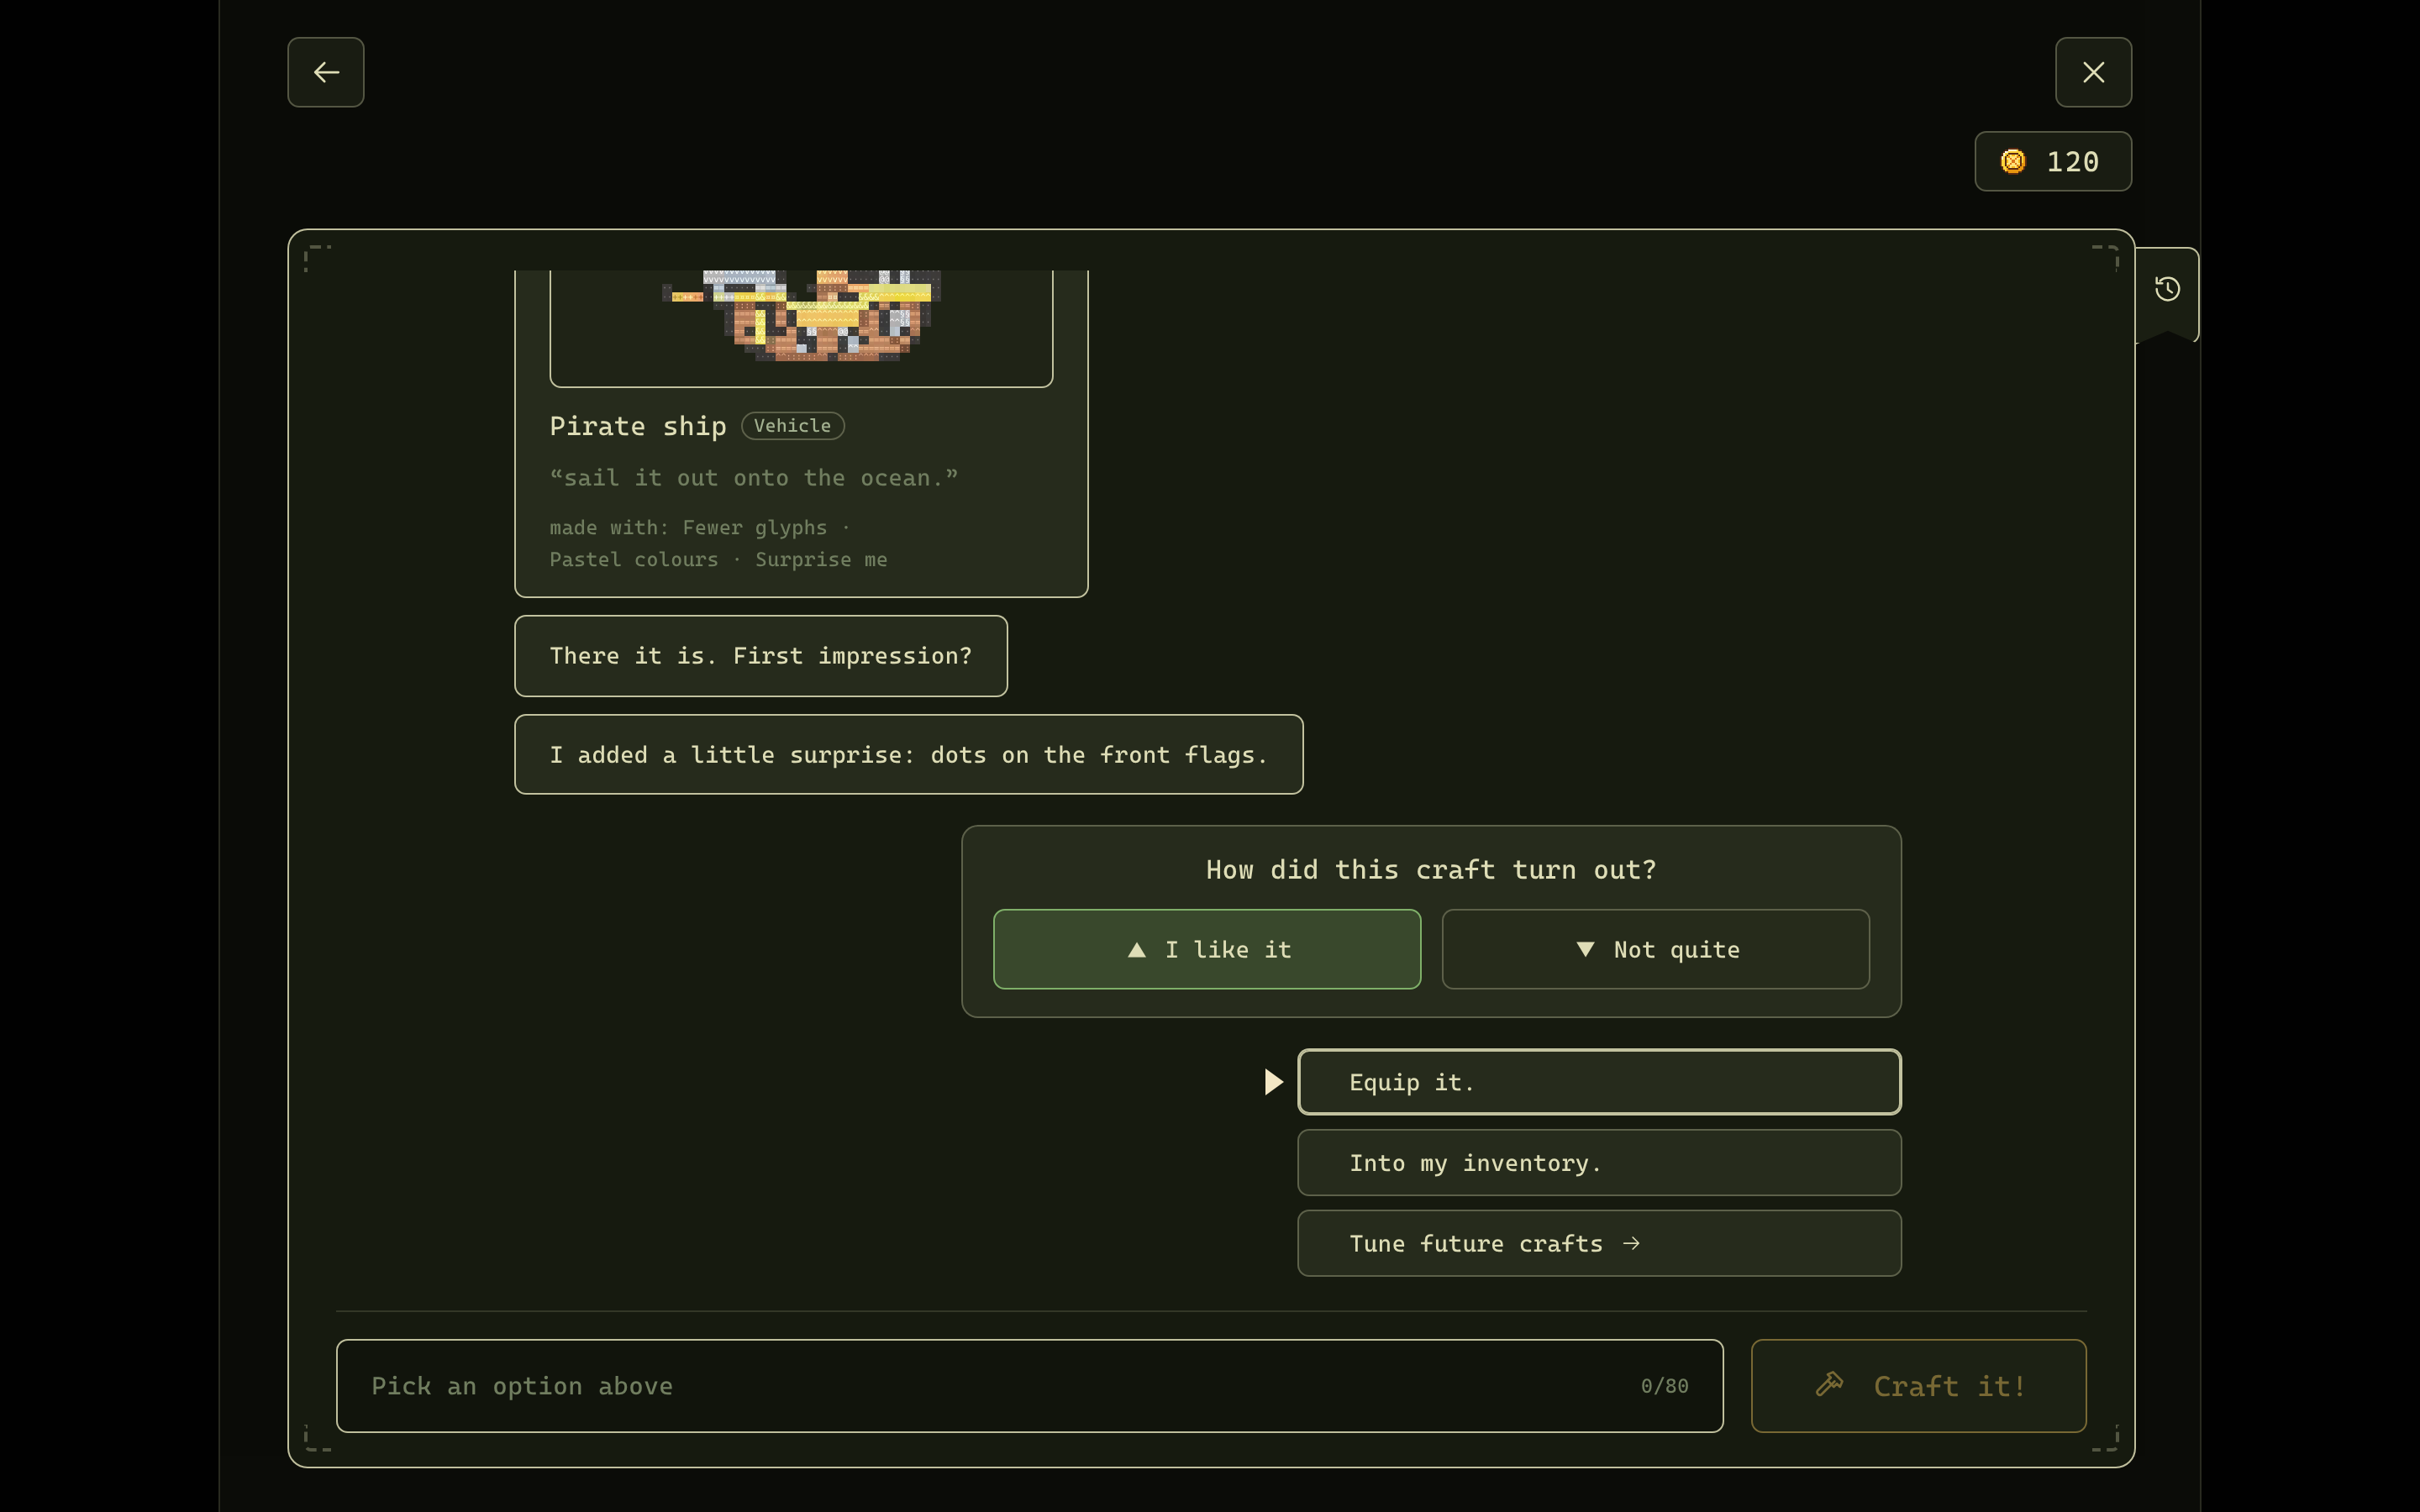 120
Pirate ship Vehicle
“sail it out onto the ocean.”
made with: Fewer glyphs ·
Pastel colours · Surprise me
There it is. First impression?
I added a little surprise: dots on the front flags.
How did this craft turn out?
▲ I like it
▼ Not quite
Equip it.
Into my inventory.
Tune future crafts →
Pick an option above
0/80
Craft it!